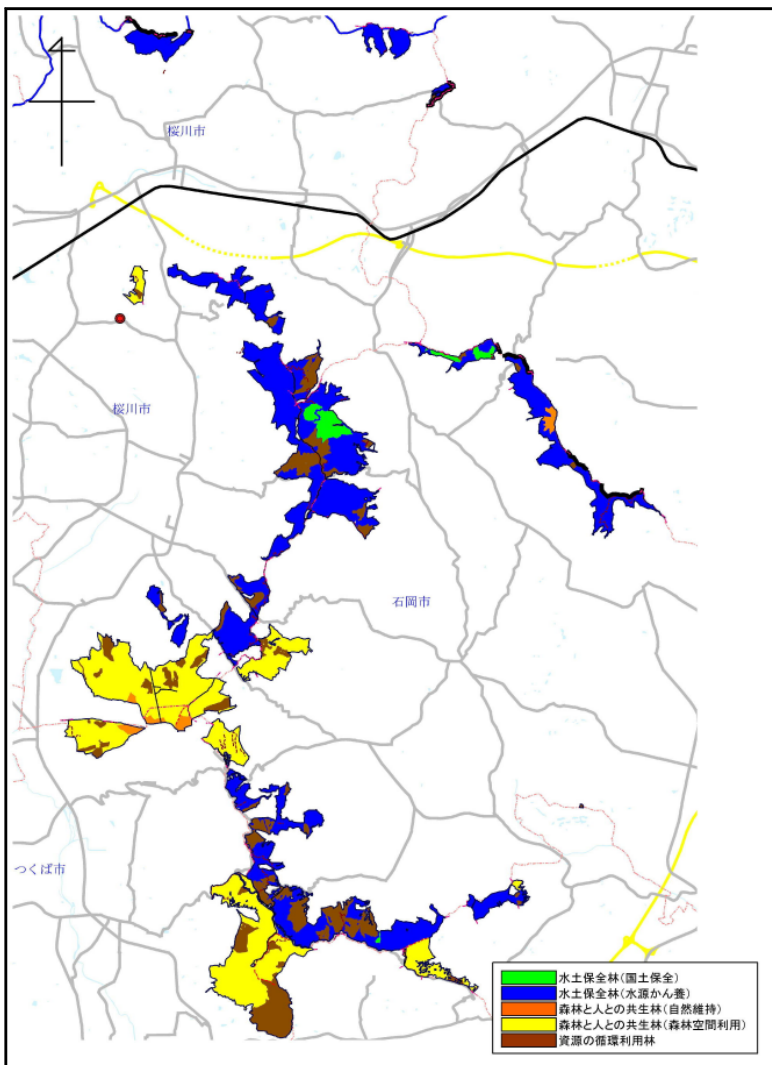 桜川市
桜川市
石岡市
つくば市
水土保全林(国土保全)
水土保全林(水源かん養)
森林と人との共生林(自然維持)
森林と人との共生林(森林空間利用)
資源の循環利用林